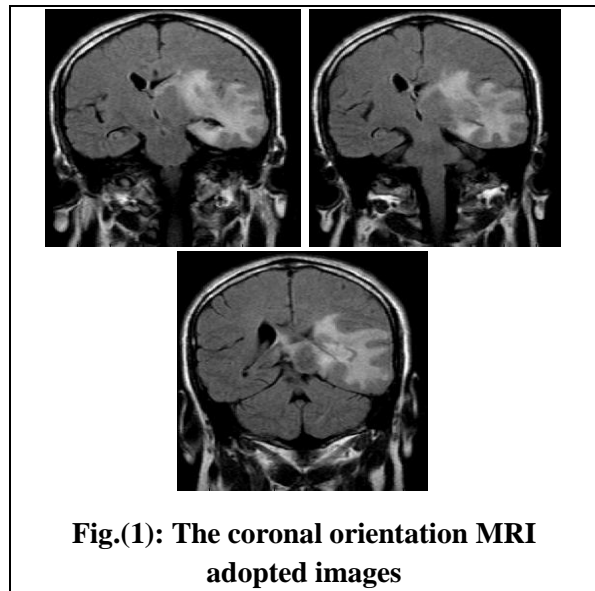 Fig.(1): The coronal orientation MRI
adopted images